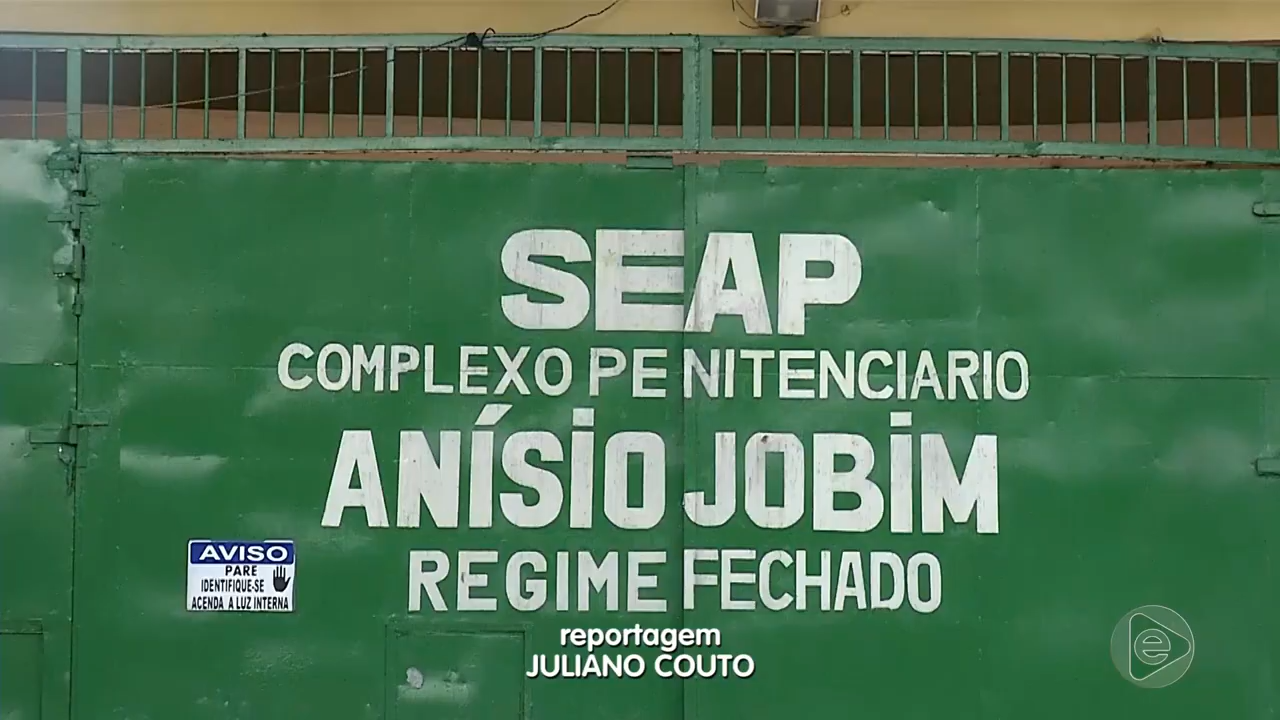 SEAP
COMPLEXO PENITENCIARIO
ANÍSIO JOBIM
REGIME FECHADO
AVISO
PARE
IDENTIFIQUE-SE
ACENDA A LUZ INTERNA
reportagem
JULIANO COUTO
e